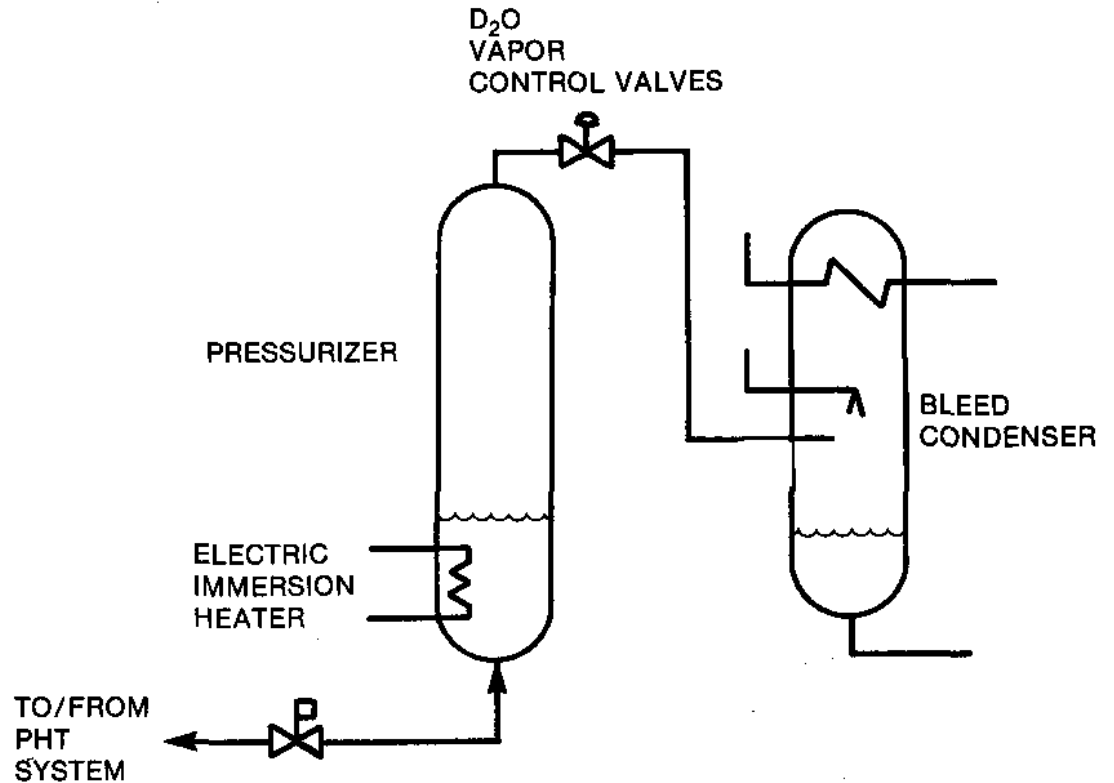 D₂O
VAPOR
CONTROL VALVES
PRESSURIZER
BLEED
CONDENSER
ELECTRIC
IMMERSION
HEATER
TO/FROM
PHT
SYSTEM